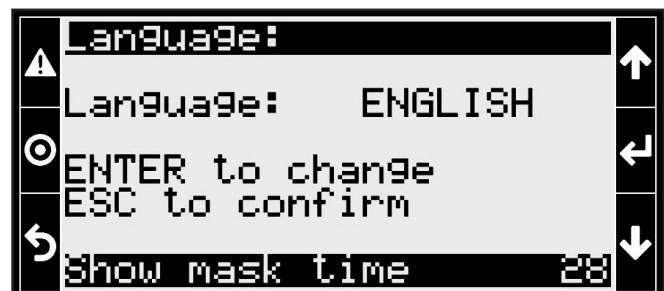 Language:
Language: ENGLISH
ENTER to change
ESC to confirm
Show mask time 28